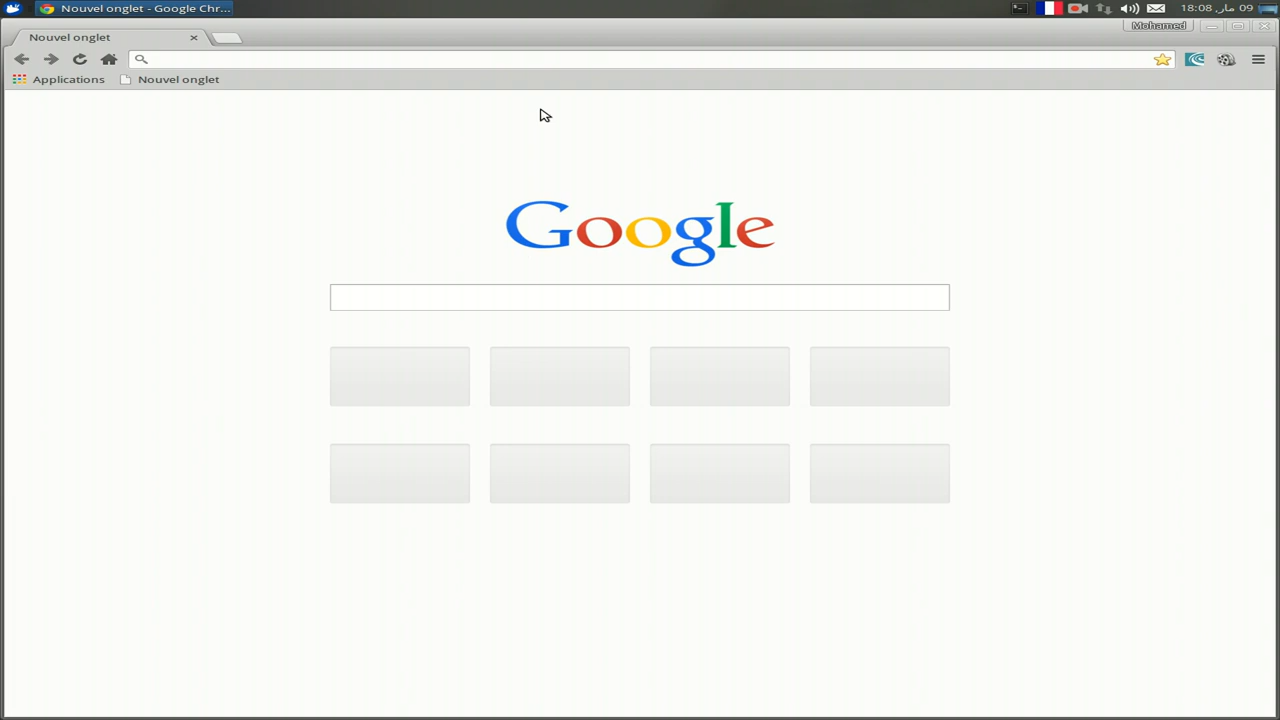 Nouvel onglet - Google Chr...
18:08 ,مار 09
Nouvel onglet
Mohamed
Applications
Nouvel onglet
Google